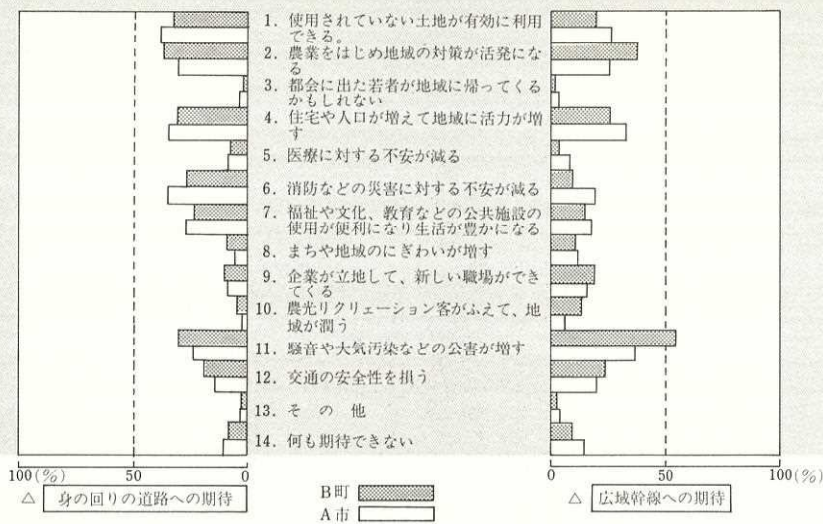 1. 使用されていない土地が有効に利用
できる。
2. 農業をはじめ地域の対策が活発にな
る
3. 都会に出た若者が地域に帰ってくる
かもしれない
4. 住宅や人口が増えて地域に活力が増
す
5. 医療に対する不安が減る
6. 消防などの災害に対する不安が減る
7. 福祉や文化、教育などの公共施設の
使用が便利になり生活が豊かになる
8. まちや地域のにぎわいが増す
9. 企業が立地して、新しい職場ができ
てくる
10. 農光リクリェーション客がふえて、地
域が潤う
11. 騒音や大気汚染などの公害が増す
12. 交通の安全性を損う
13. そ の 他
14. 何も期待できない
100(%) 50 0
0 50 100(%)
△ 身の回りの道路への期待
B町
A市
△ 広域幹線への期待